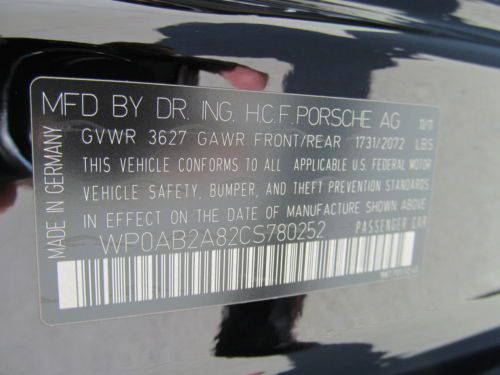 MFD BY DR. ING. H.C.F. PORSCHE AG
GVWR 3627 GAWR FRONT/REAR 1731/2072 LBS
THIS VEHICLE CONFORMS TO ALL APPLICABLE U.S. FEDERAL MOTOR
VEHICLE SAFETY, BUMPER, AND THEFT PREVENTION STANDARDS
IN EFFECT ON THE DATE OF MANUFACTURE SHOWN ABOVE
WP0AB2A82CS780252 PASSENGER CAR
MADE IN GERMANY